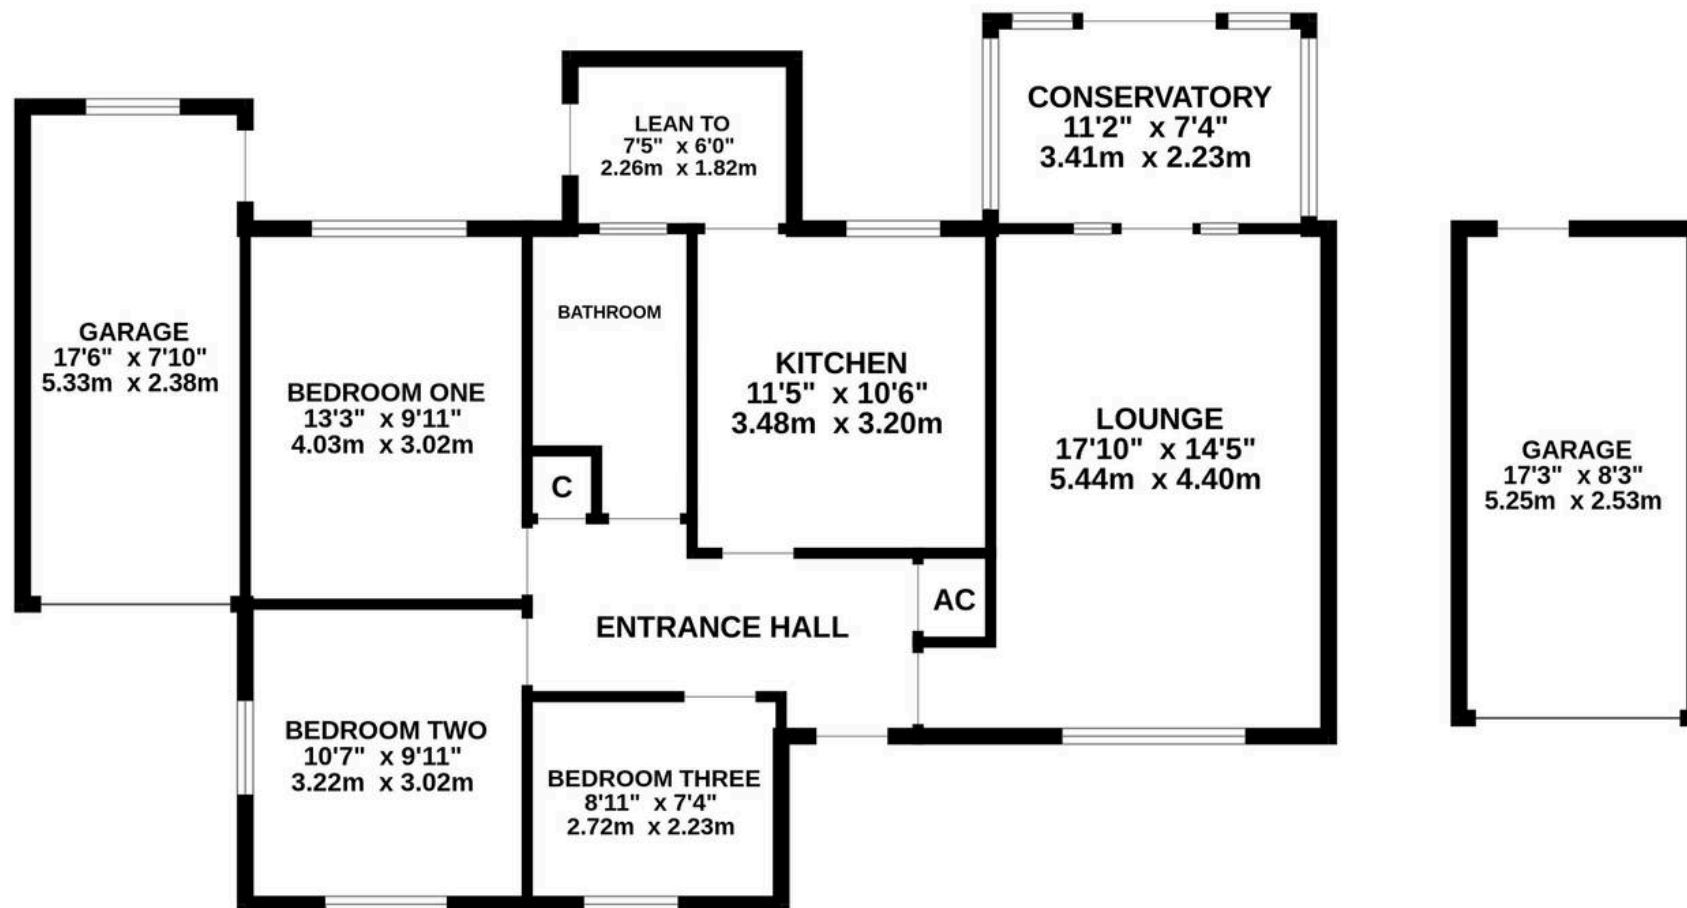 CONSERVATORY
11'2" x 7'4"
3.41m x 2.23m
LEAN TO
7'5" x 6'0"
2.26m x 1.82m
GARAGE
17'6" x 7'10"
5.33m x 2.38m
BEDROOM ONE
13'3" x 9'11"
4.03m x 3.02m
BATHROOM
C
KITCHEN
11'5" x 10'6"
3.48m x 3.20m
LOUNGE
17'10" x 14'5"
5.44m x 4.40m
GARAGE
17'3" x 8'3"
5.25m x 2.53m
AC
ENTRANCE HALL
BEDROOM TWO
10'7" x 9'11"
3.22m x 3.02m
BEDROOM THREE
8'11" x 7'4"
2.72m x 2.23m